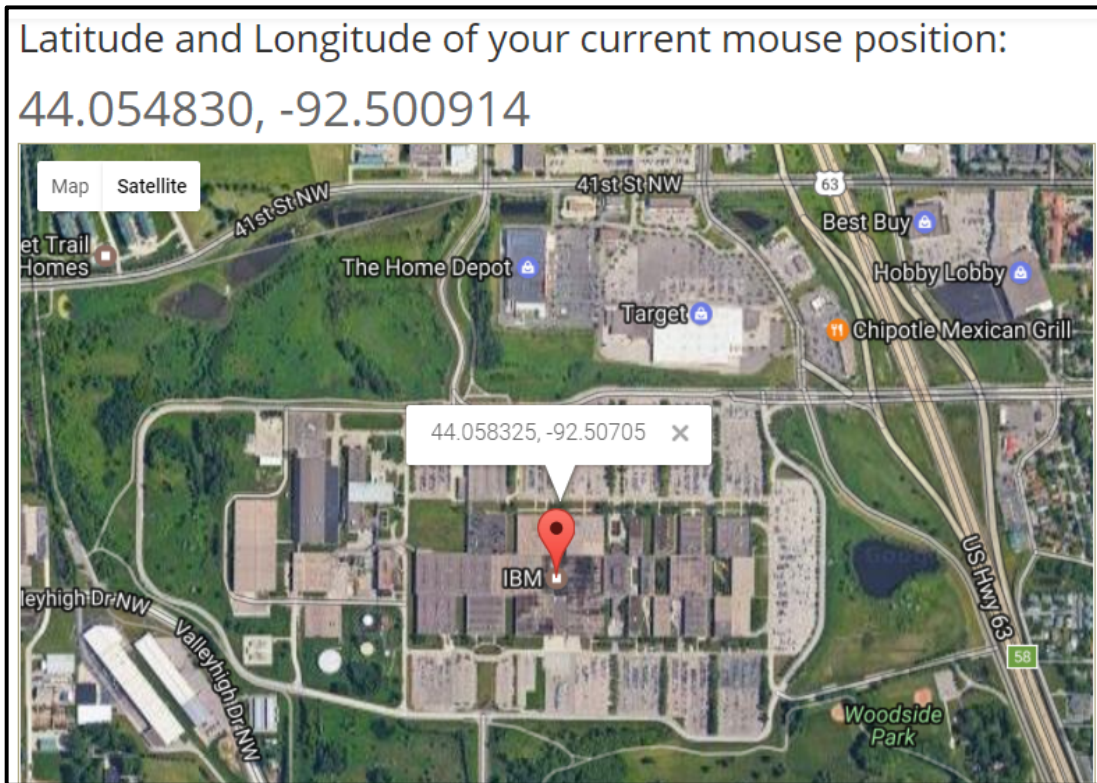 Latitude and Longitude of your current mouse position:
44.054830, -92.500914
Map Satellite
41st St NW
63
41st St NW
Best Buy
et Trail
Homes
The Home Depot
Hobby Lobby
Target
Chipotle Mexican Grill
44.058325, -92.50705 ×
IBM
US Hwy 63
leyhigh Dr NW
Valleyhigh Dr NW
58
Woodside
Park